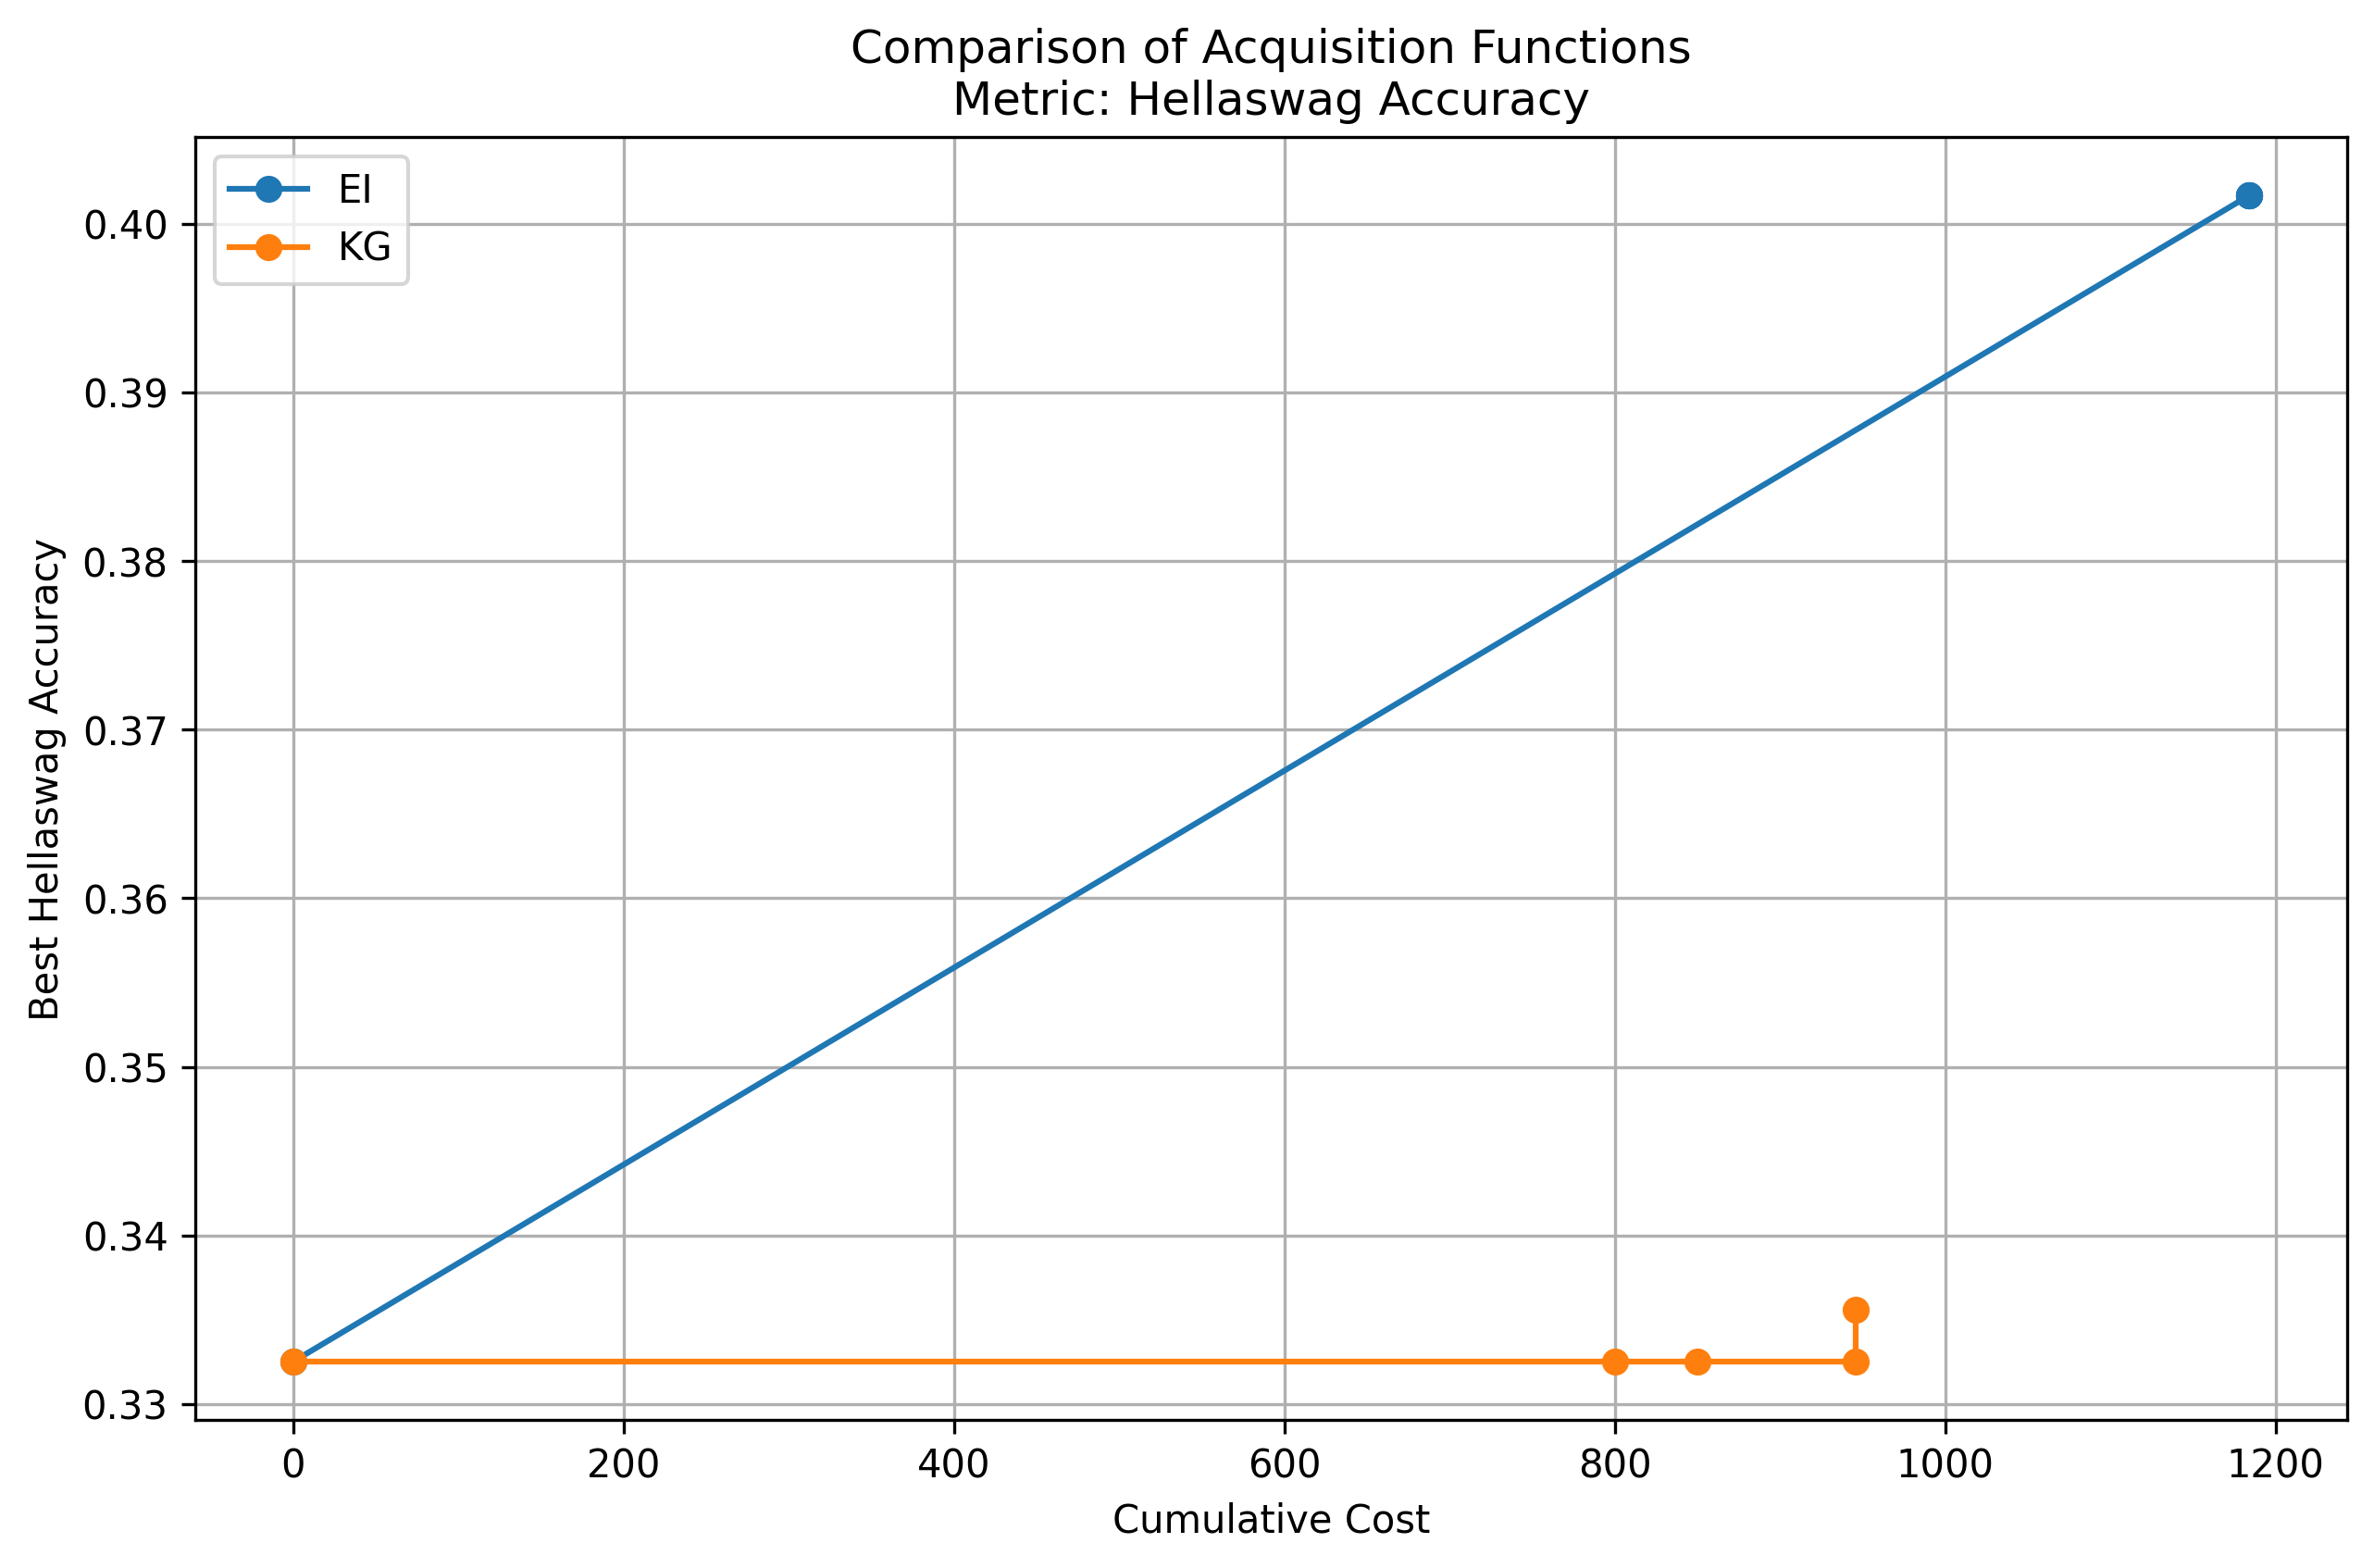 Comparison of Acquisition Functions
Metric: Hellaswag Accuracy
EI
KG
Best Hellaswag Accuracy
0.40
0.39
0.38
0.37
0.36
0.35
0.34
0.33
0
200
400
600
800
1000
1200
Cumulative Cost